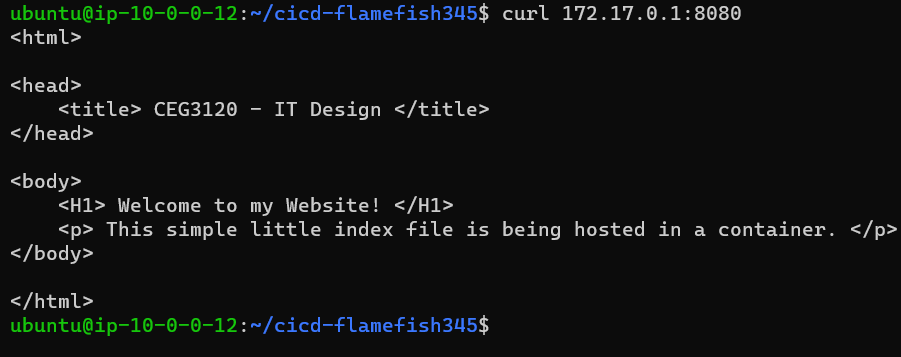 ubuntu@ip-10-0-0-12:~/cicd-flamefish345$ curl 172.17.0.1:8080
<html>
<head>
<title> CEG3120 - IT Design </title>
</head>
<body>
<H1> Welcome to my Website! </H1>
<p> This simple little index file is being hosted in a container. </p>
</body>
</html>
ubuntu@ip-10-0-0-12:~/cicd-flamefish345$